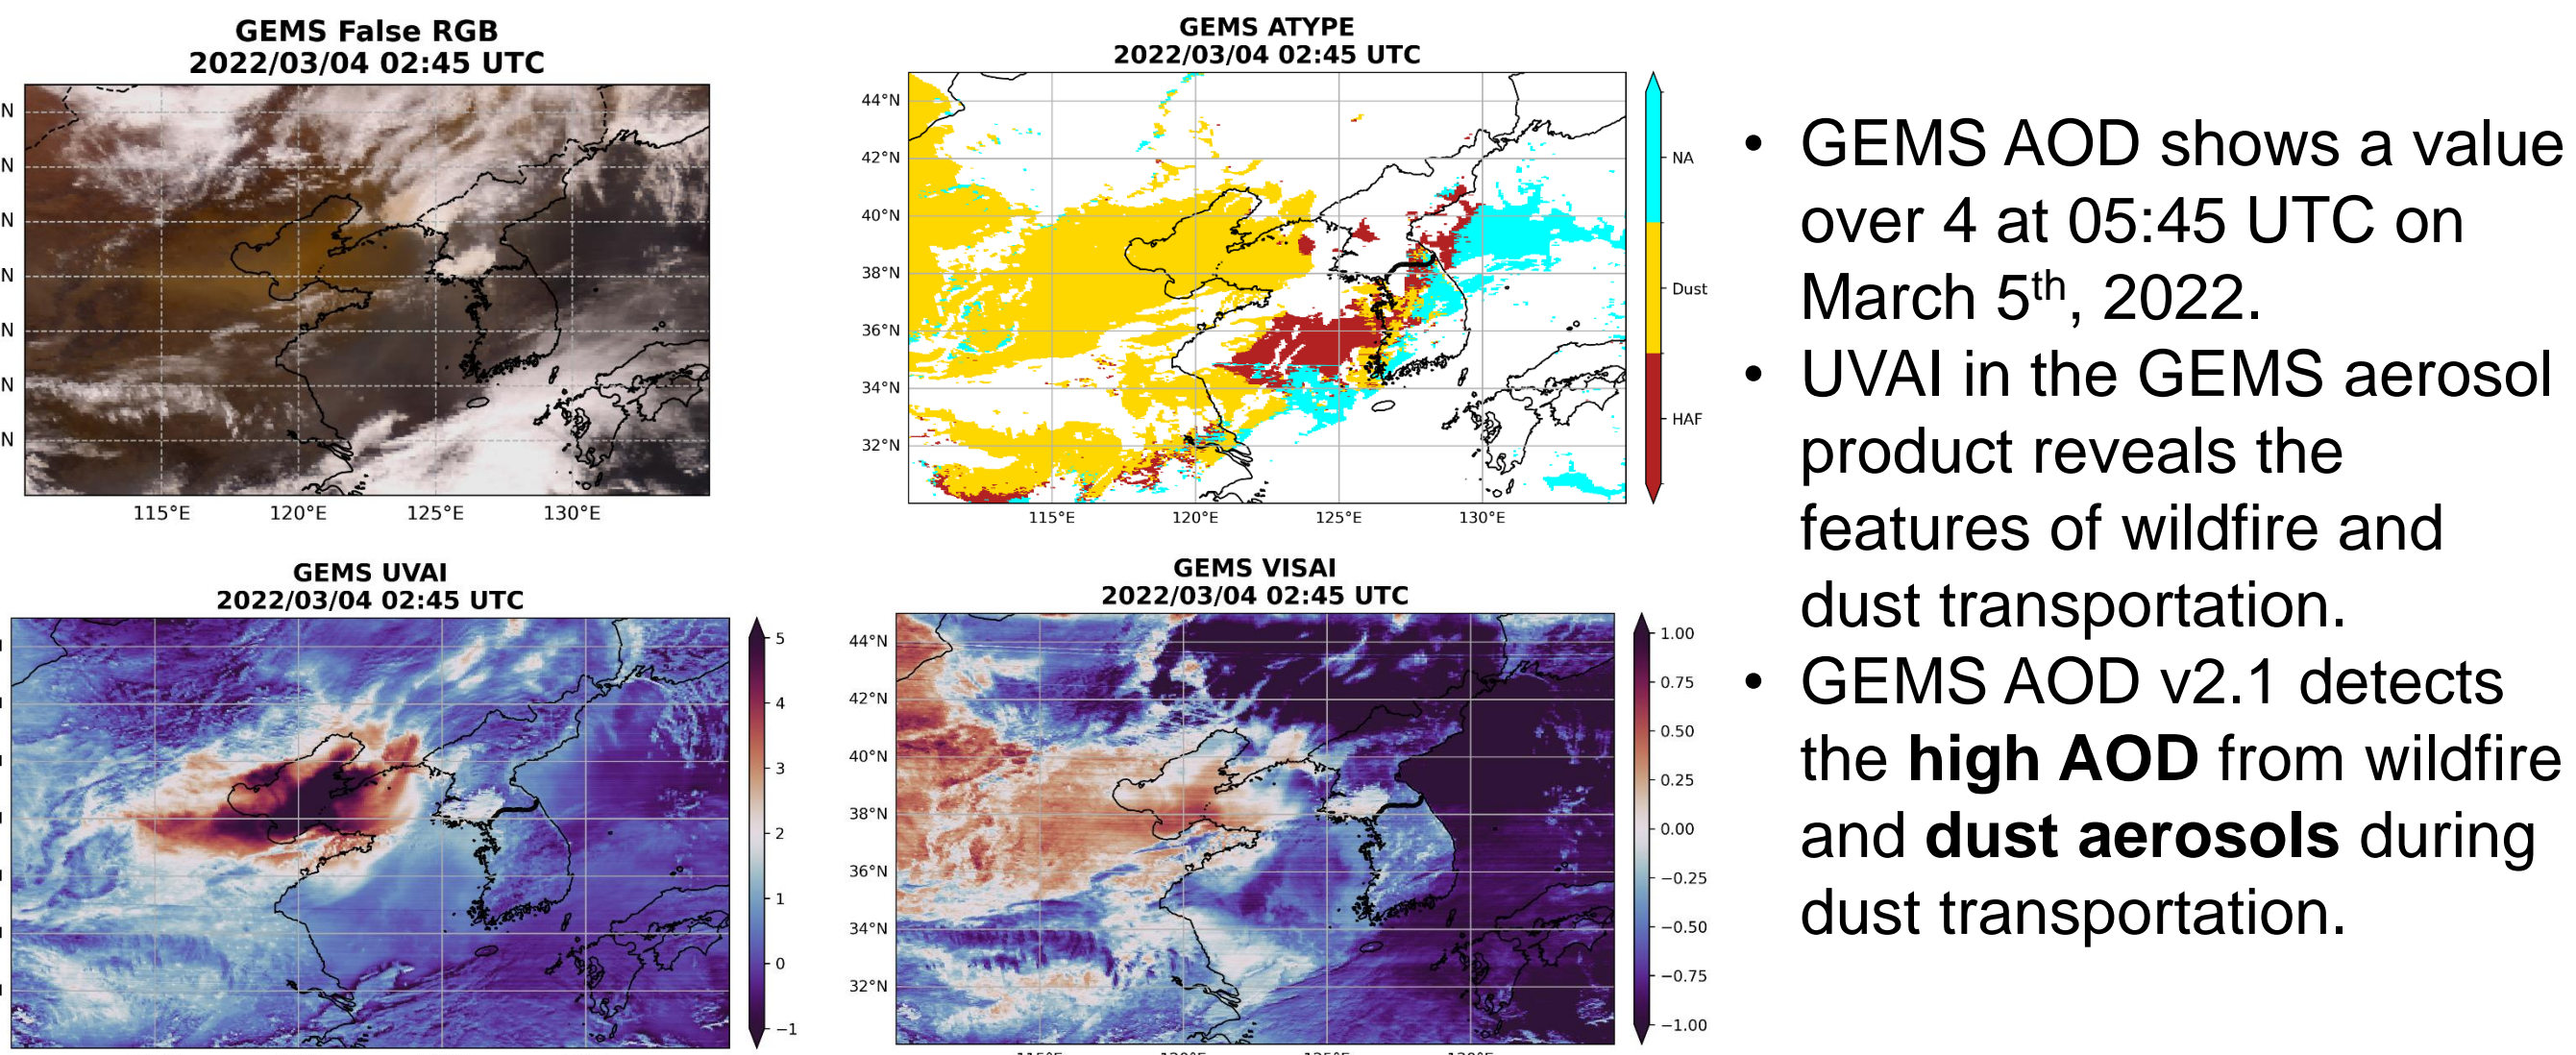 GEMS False RGB
2022/03/04 02:45 UTC
N
N
N
N
N
N
N
115°E 120°E 125°E 130°E
GEMS ATYPE
2022/03/04 02:45 UTC
44°N
42°N
40°N
38°N
36°N
34°N
32°N
115°E 120°E 125°E 130°E
NA
Dust
HAF
GEMS UVAI
2022/03/04 02:45 UTC
5
4
3
2
1
0
−1
GEMS VISAI
2022/03/04 02:45 UTC
44°N
42°N
40°N
38°N
36°N
34°N
32°N
115°E 120°E 125°E 130°E
1.00
0.75
0.50
0.25
0.00
−0.25
−0.50
−0.75
−1.00
• GEMS AOD shows a value
over 4 at 05:45 UTC on
March 5th, 2022.
• UVAI in the GEMS aerosol
product reveals the
features of wildfire and
dust transportation.
• GEMS AOD v2.1 detects
the high AOD from wildfire
and dust aerosols during
dust transportation.